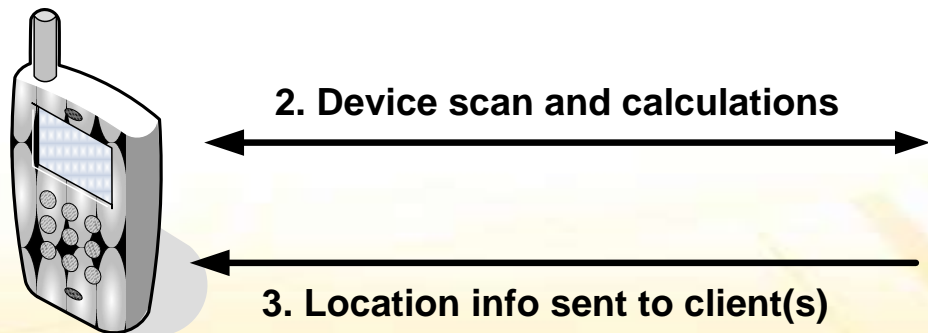 2. Device scan and calculations
3. Location info sent to client(s)